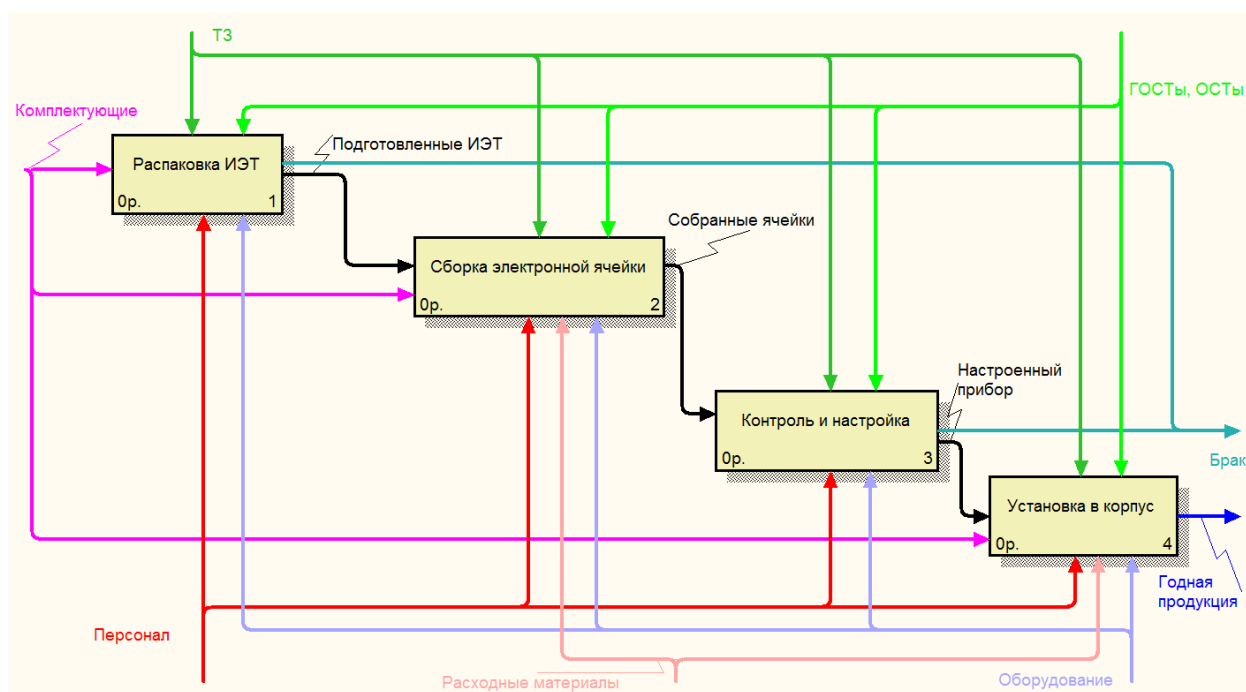 ТЗ
ГОСТы, ОСТы
Комплектующие
Подготовленные ИЭТ
Распаковка ИЭТ
0р. 1
Собранные ячейки
Сборка электронной ячейки
0р. 2
Настроенный
прибор
Контроль и настройка
0р. 3
Брак
Установка в корпус
0р. 4
Годная
продукция
Персонал
Расходные материалы
Оборудование